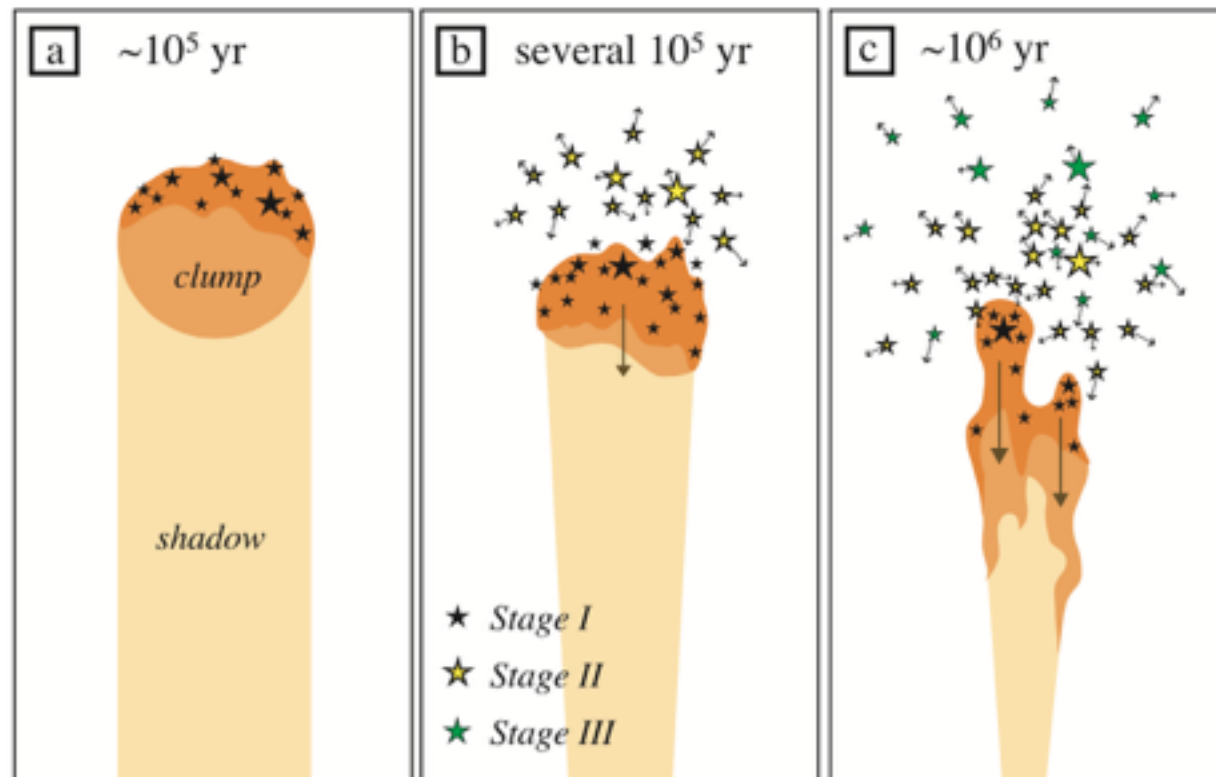 a ~10⁵ yr
clump
shadow
b several 10⁵ yr
Stage I
Stage II
Stage III
c ~10⁶ yr